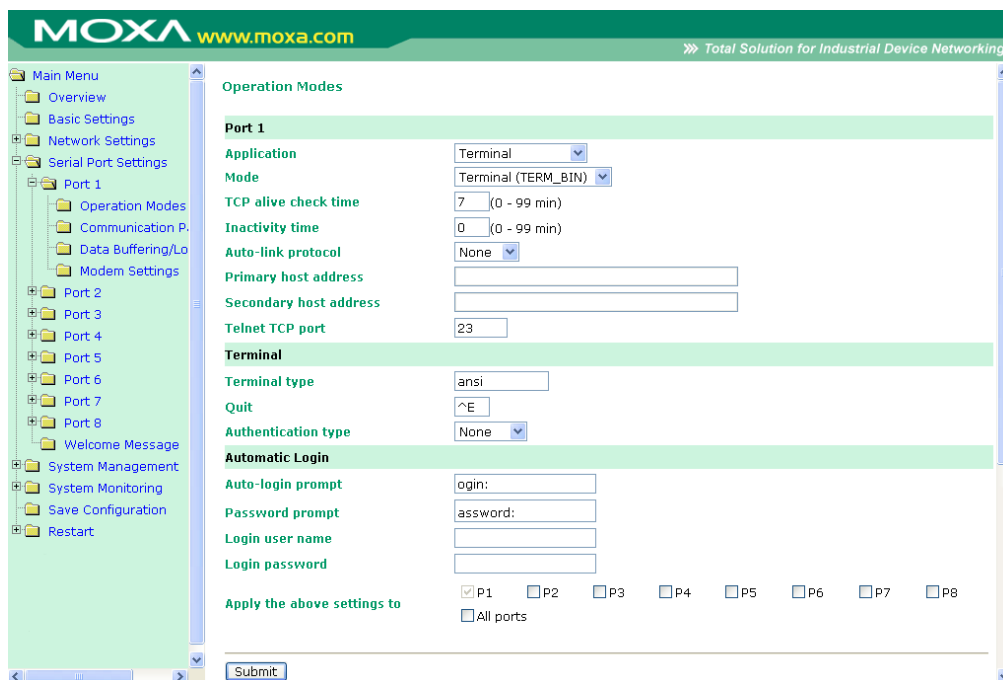 MOXA www.moxa.com
Total Solution for Industrial Device Networking
Main Menu
Overview
Basic Settings
Network Settings
Serial Port Settings
Port 1
Operation Modes
Communication P
Data Buffering/Lo
Modem Settings
Port 2
Port 3
Port 4
Port 5
Port 6
Port 7
Port 8
Welcome Message
System Management
System Monitoring
Save Configuration
Restart
Operation Modes
Port 1
Application Terminal
Mode Terminal (TERM_BIN)
TCP alive check time 7 (0 - 99 min)
Inactivity time 0 (0 - 99 min)
Auto-link protocol None
Primary host address
Secondary host address
Telnet TCP port 23
Terminal
Terminal type ansi
Quit ^E
Authentication type None
Automatic Login
Auto-login prompt ogin:
Password prompt assword:
Login user name
Login password
Apply the above settings to P1 P2 P3 P4 P5 P6 P7 P8
All ports
Submit